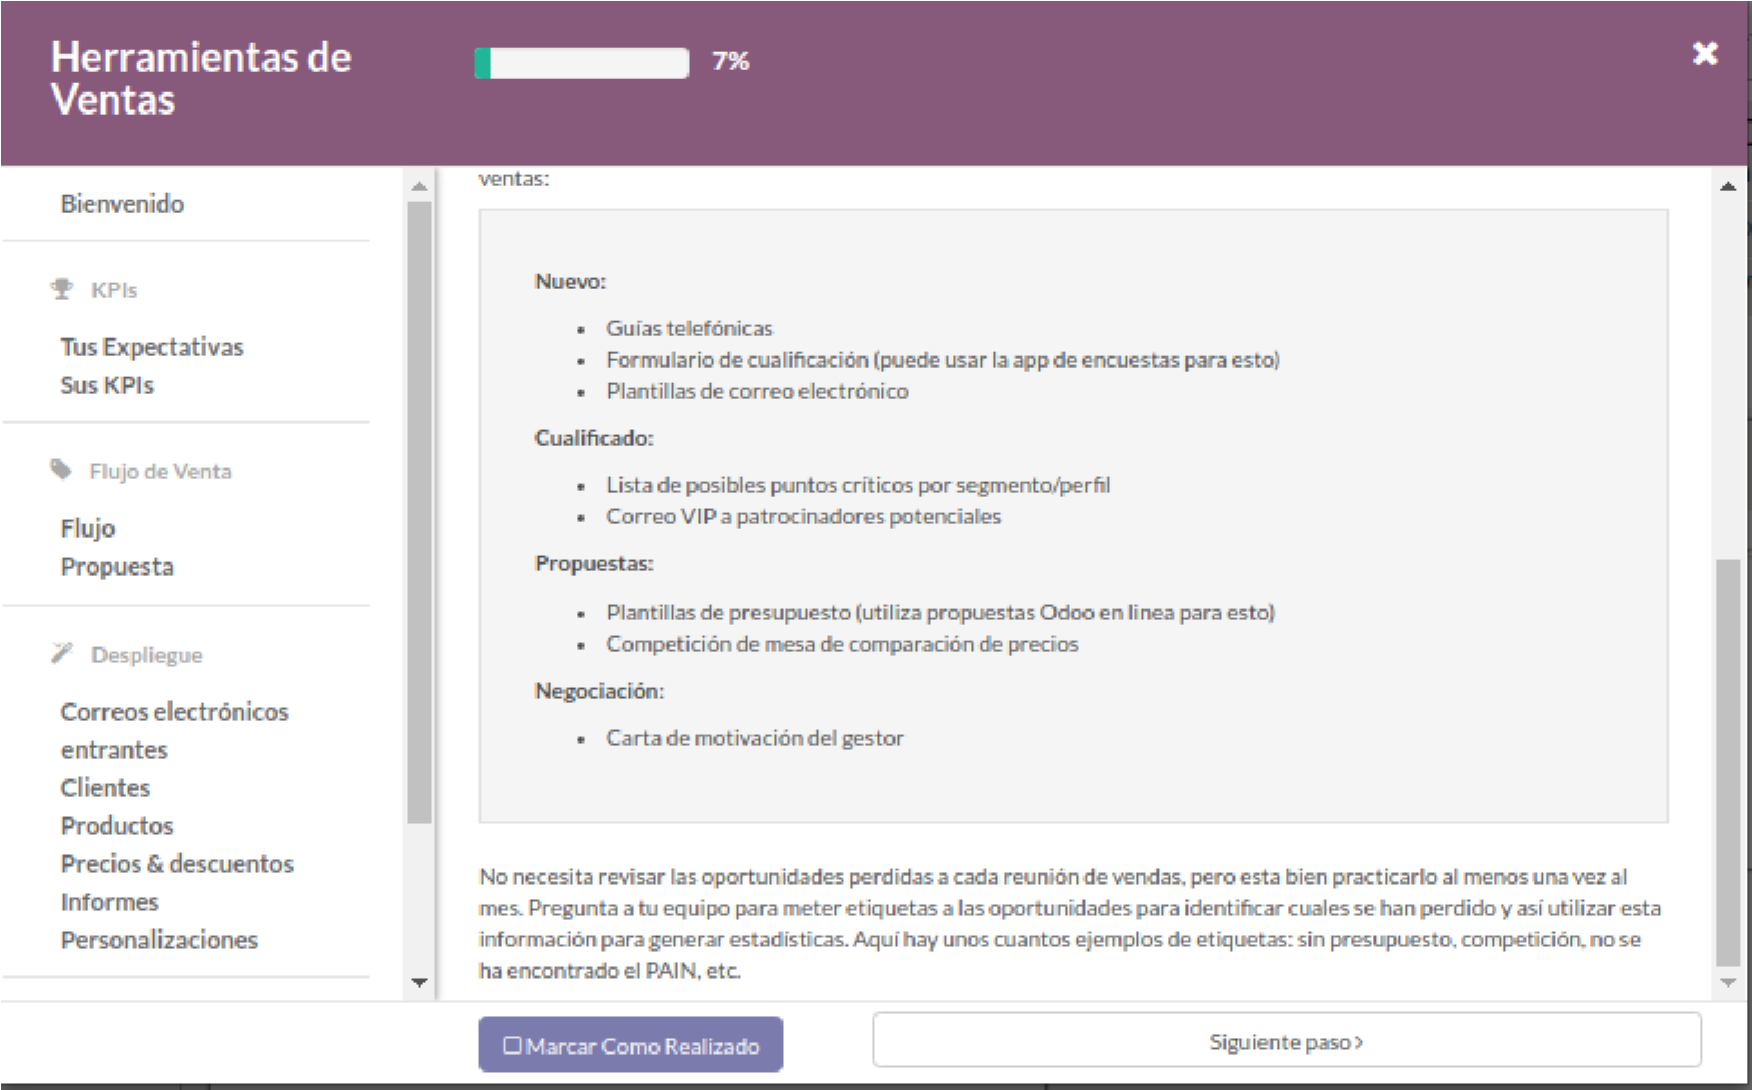 Herramientas de
Ventas
7%
Bienvenido
KPIs
Tus Expectativas
Sus KPIs
Flujo de Venta
Flujo
Propuesta
Despliegue
Correos electrónicos
entrantes
Clientes
Productos
Precios & descuentos
Informes
Personalizaciones
ventas:
Nuevo:
Guías telefónicas
Formulario de cualificación (puede usar la app de encuestas para esto)
Plantillas de correo electrónico
Cualificado:
Lista de posibles puntos críticos por segmento/perfil
Correo VIP a patrocinadores potenciales
Propuestas:
Plantillas de presupuesto (utiliza propuestas Odoo en linea para esto)
Competición de mesa de comparación de precios
Negociación:
Carta de motivación del gestor
No necesita revisar las oportunidades perdidas a cada reunión de vendas, pero esta bien practicarlo al menos una vez al
mes. Pregunta a tu equipo para meter etiquetas a las oportunidades para identificar cuales se han perdido y así utilizar esta
información para generar estadísticas. Aquí hay unos cuantos ejemplos de etiquetas: sin presupuesto, competición, no se
ha encontrado el PAIN, etc.
Marcar Como Realizado
Siguiente paso>